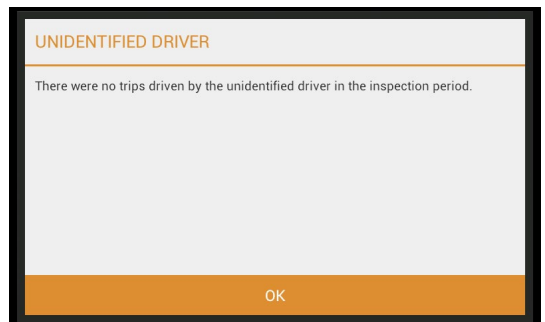 UNIDENTIFIED DRIVER
There were no trips driven by the unidentified driver in the inspection period.
OK